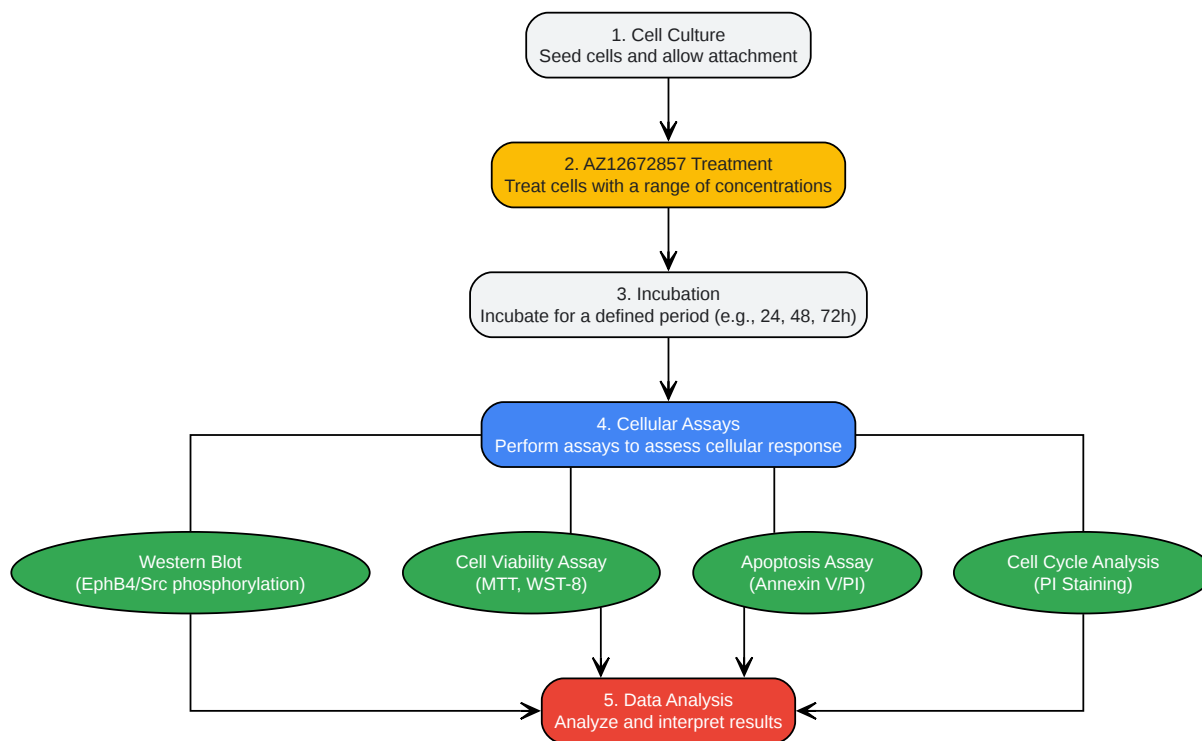 1. Cell Culture
Seed cells and allow attachment
2. AZ12672857 Treatment
Treat cells with a range of concentrations
3. Incubation
Incubate for a defined period (e.g., 24, 48, 72h)
4. Cellular Assays
Perform assays to assess cellular response
Western Blot
(EphB4/Src phosphorylation)
Cell Viability Assay
(MTT, WST-8)
Apoptosis Assay
(Annexin V/PI)
Cell Cycle Analysis
(PI Staining)
5. Data Analysis
Analyze and interpret results